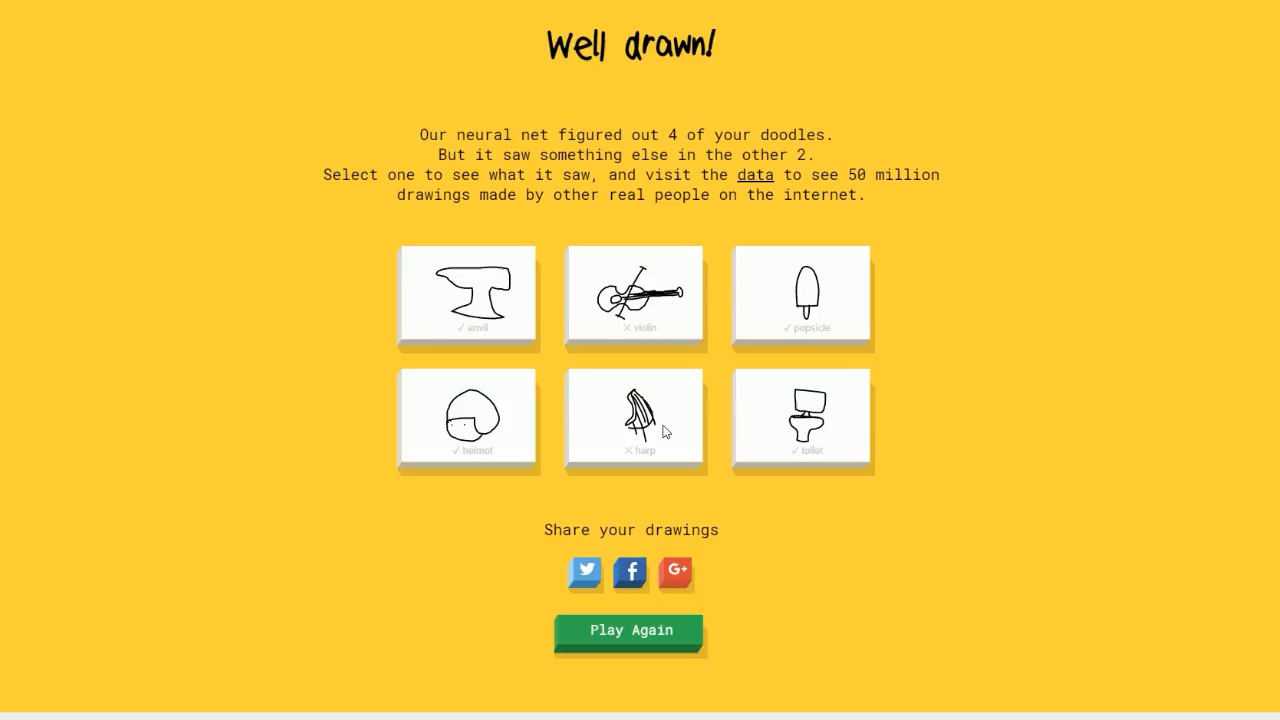 Well drawn!
Our neural net figured out 4 of your doodles.
But it saw something else in the other 2.
Select one to see what it saw, and visit the data to see 50 million
drawings made by other real people on the internet.
✓ anvil
✕ violin
✓ popsicle
✓ helmet
✕ harp
✓ toilet
Share your drawings
f
G+
Play Again